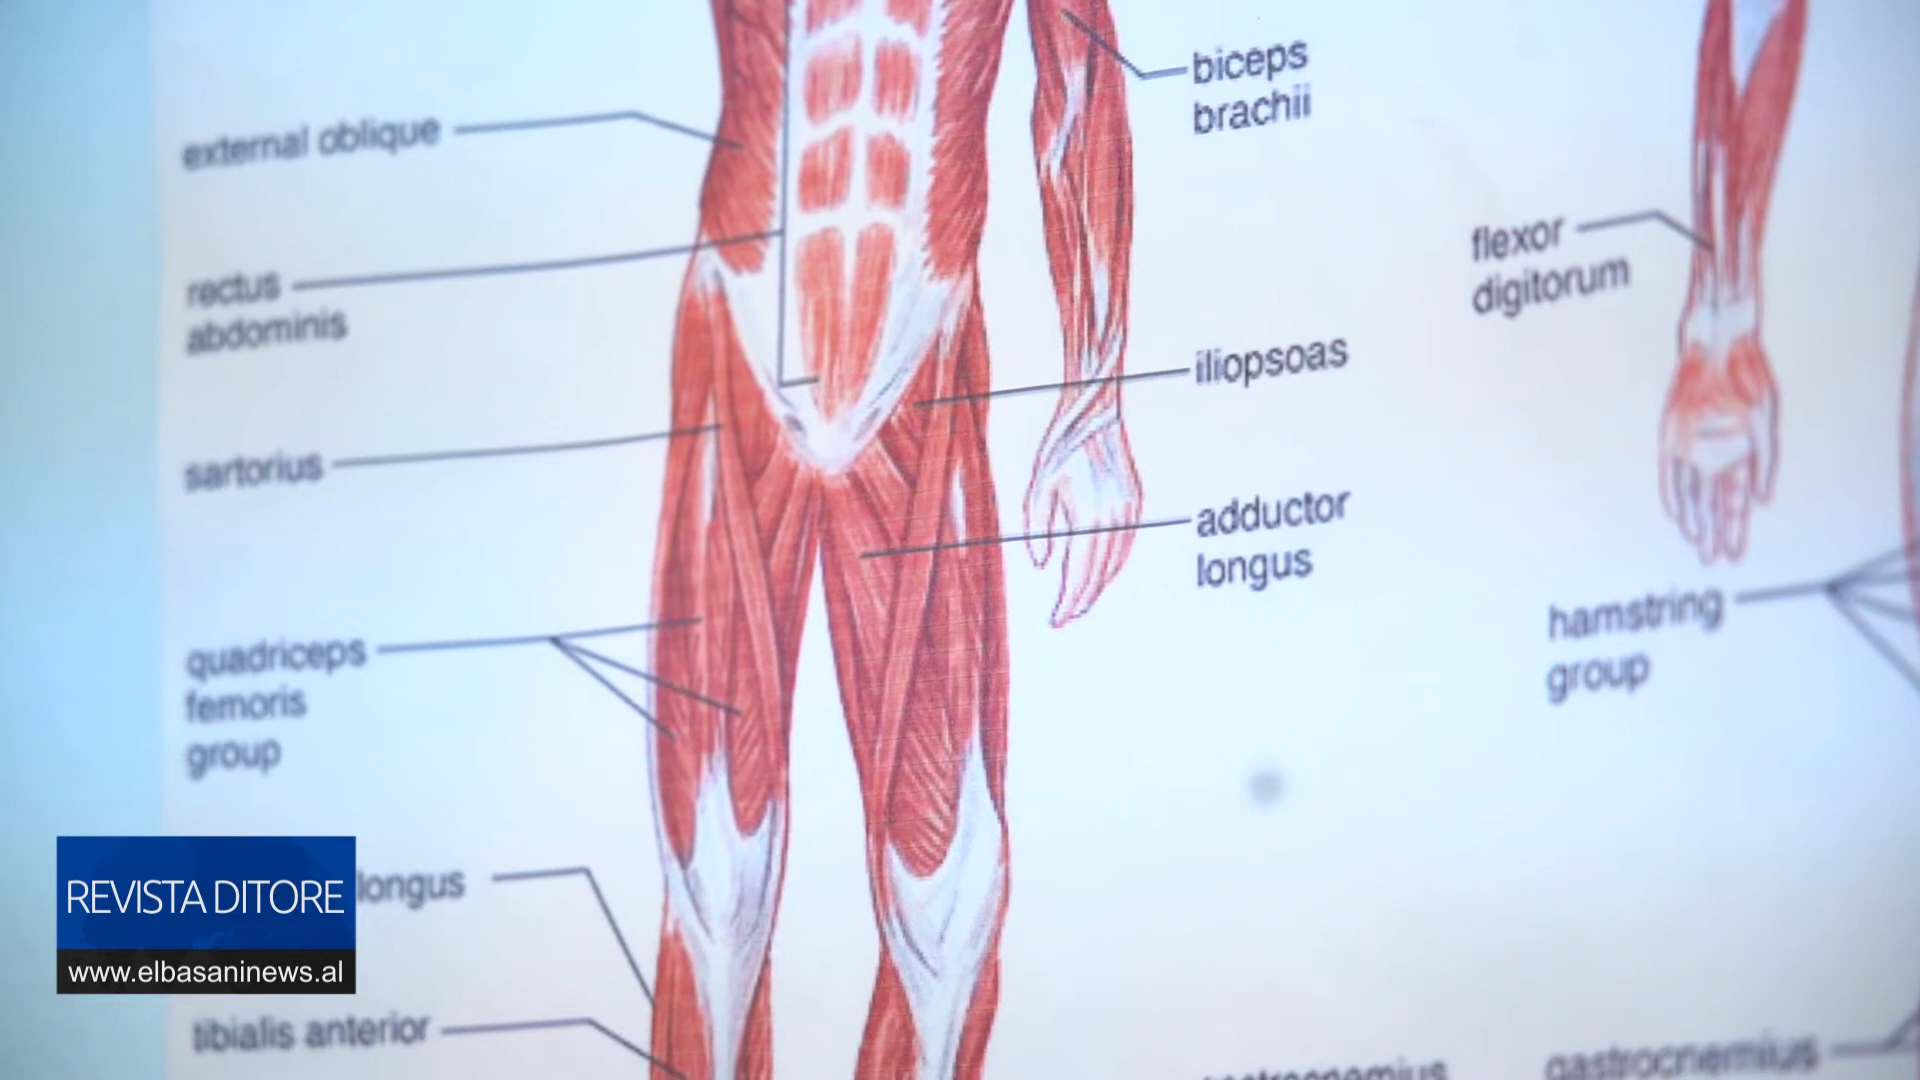 biceps
brachii
external oblique
flexor
digitorum
rectus
abdominis
iliopsoas
sartorius
adductor
longus
hamstring
group
quadriceps
femoris
group
longus
REVISTA DITORE
www.elbasaninews.al
tibialis anterior
gastrocnemius